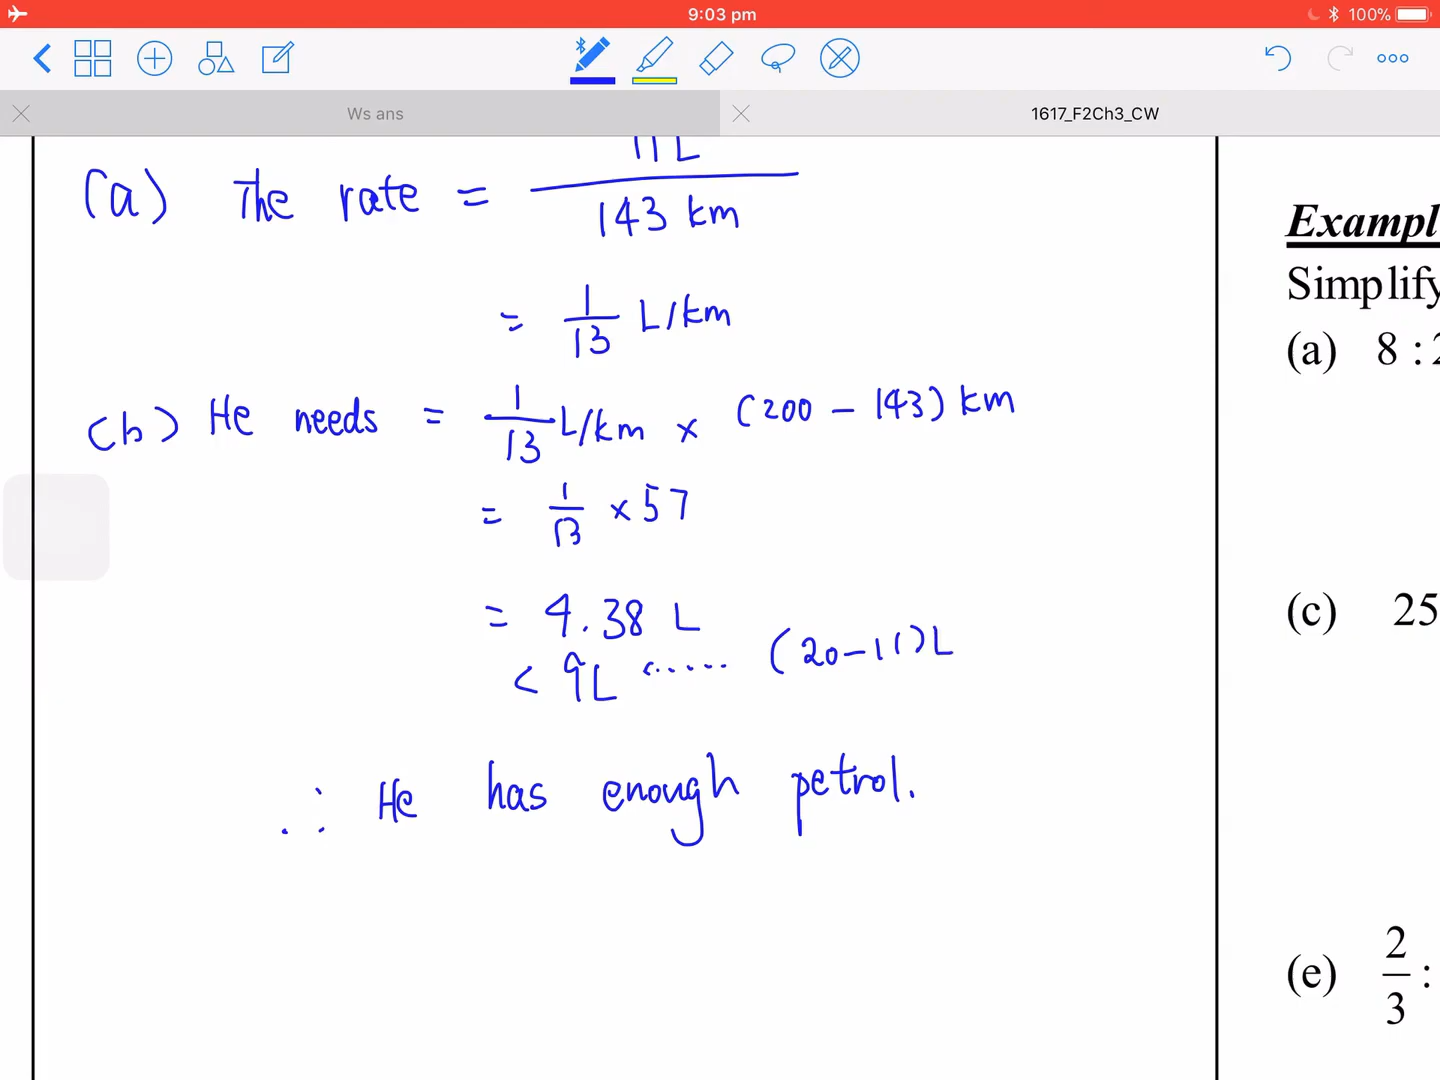 9:03 pm
100%
Ws ans
1617_F2Ch3_CW
(a) The rate = 11 L / 143 km
= 1/13 L/km
(b) He needs = 1/13 L/km × (200 - 143) km
= 1/13 × 57
= 4.38 L
< 9L <..... (20-11)L
∴ He has enough petrol.
Exampl
Simplify
(a) 8 : 2
(c) 25
(e) 2/3 :